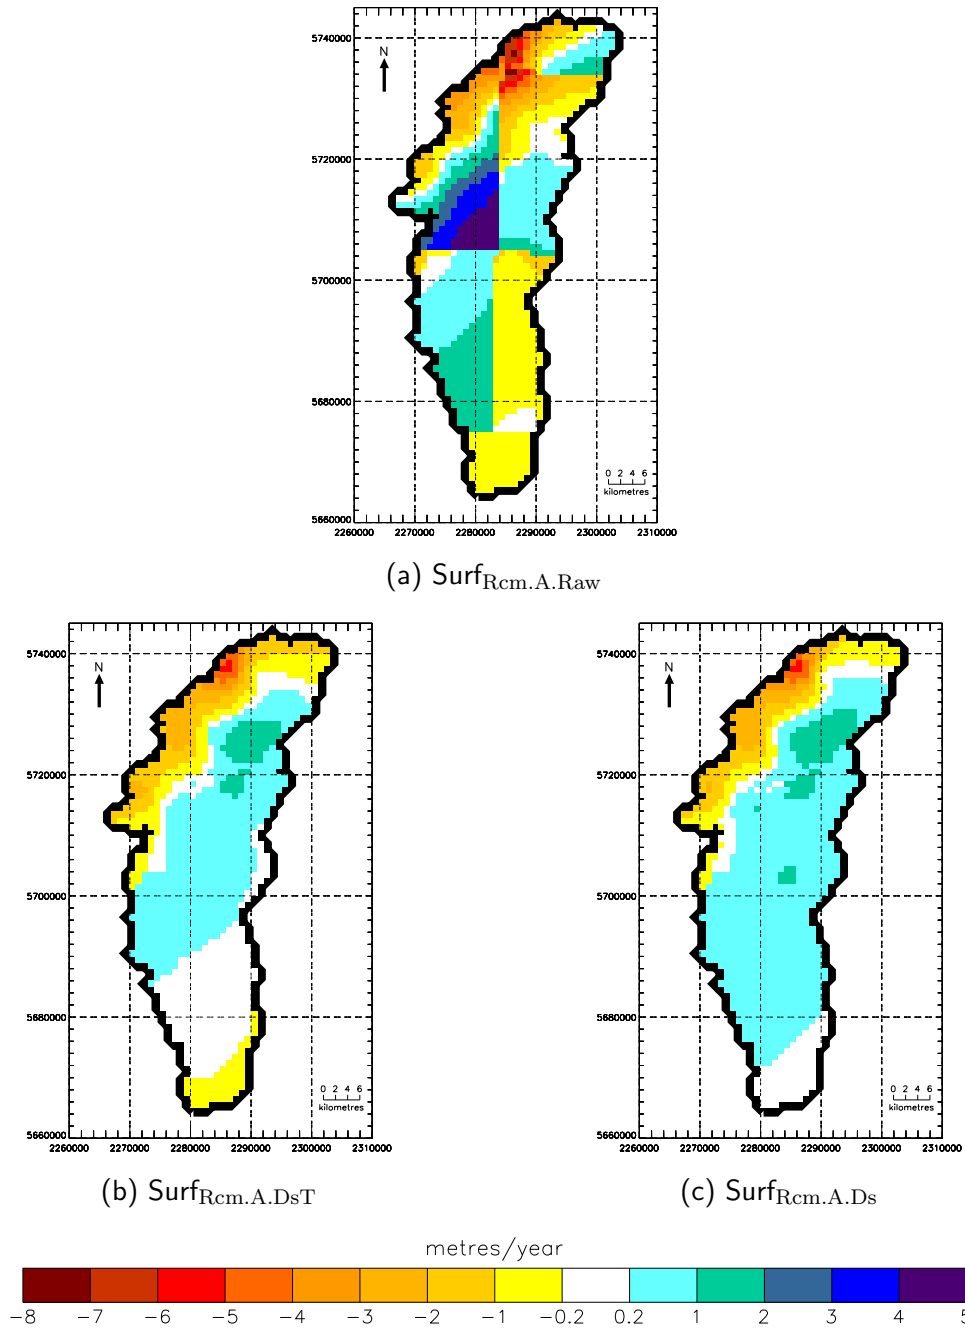 5740000
N
5720000
5700000
5680000
0 2 4 6
kilometres
5660000
2260000 2270000 2280000 2290000 2300000 2310000
(a) Surf_Rcm.A.Raw
5740000
N
5720000
5700000
5680000
0 2 4 6
kilometres
5660000
2260000 2270000 2280000 2290000 2300000 2310000
(b) Surf_Rcm.A.DsT
5740000
N
5720000
5700000
5680000
0 2 4 6
kilometres
5660000
2260000 2270000 2280000 2290000 2300000 2310000
(c) Surf_Rcm.A.Ds
metres/year
−8 −7 −6 −5 −4 −3 −2 −1 −0.2 0.2 1 2 3 4 5